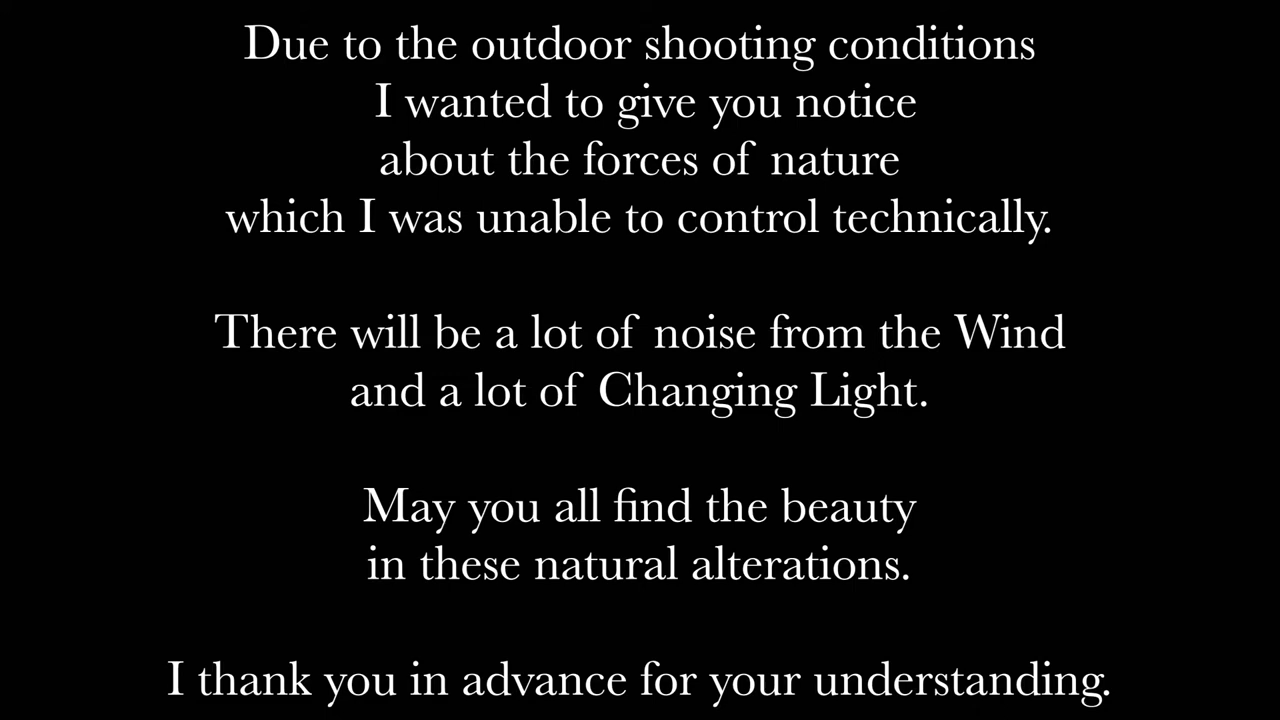 Due to the outdoor shooting conditions
I wanted to give you notice
about the forces of nature
which I was unable to control technically.
There will be a lot of noise from the Wind
and a lot of Changing Light.
May you all find the beauty
in these natural alterations.
I thank you in advance for your understanding.